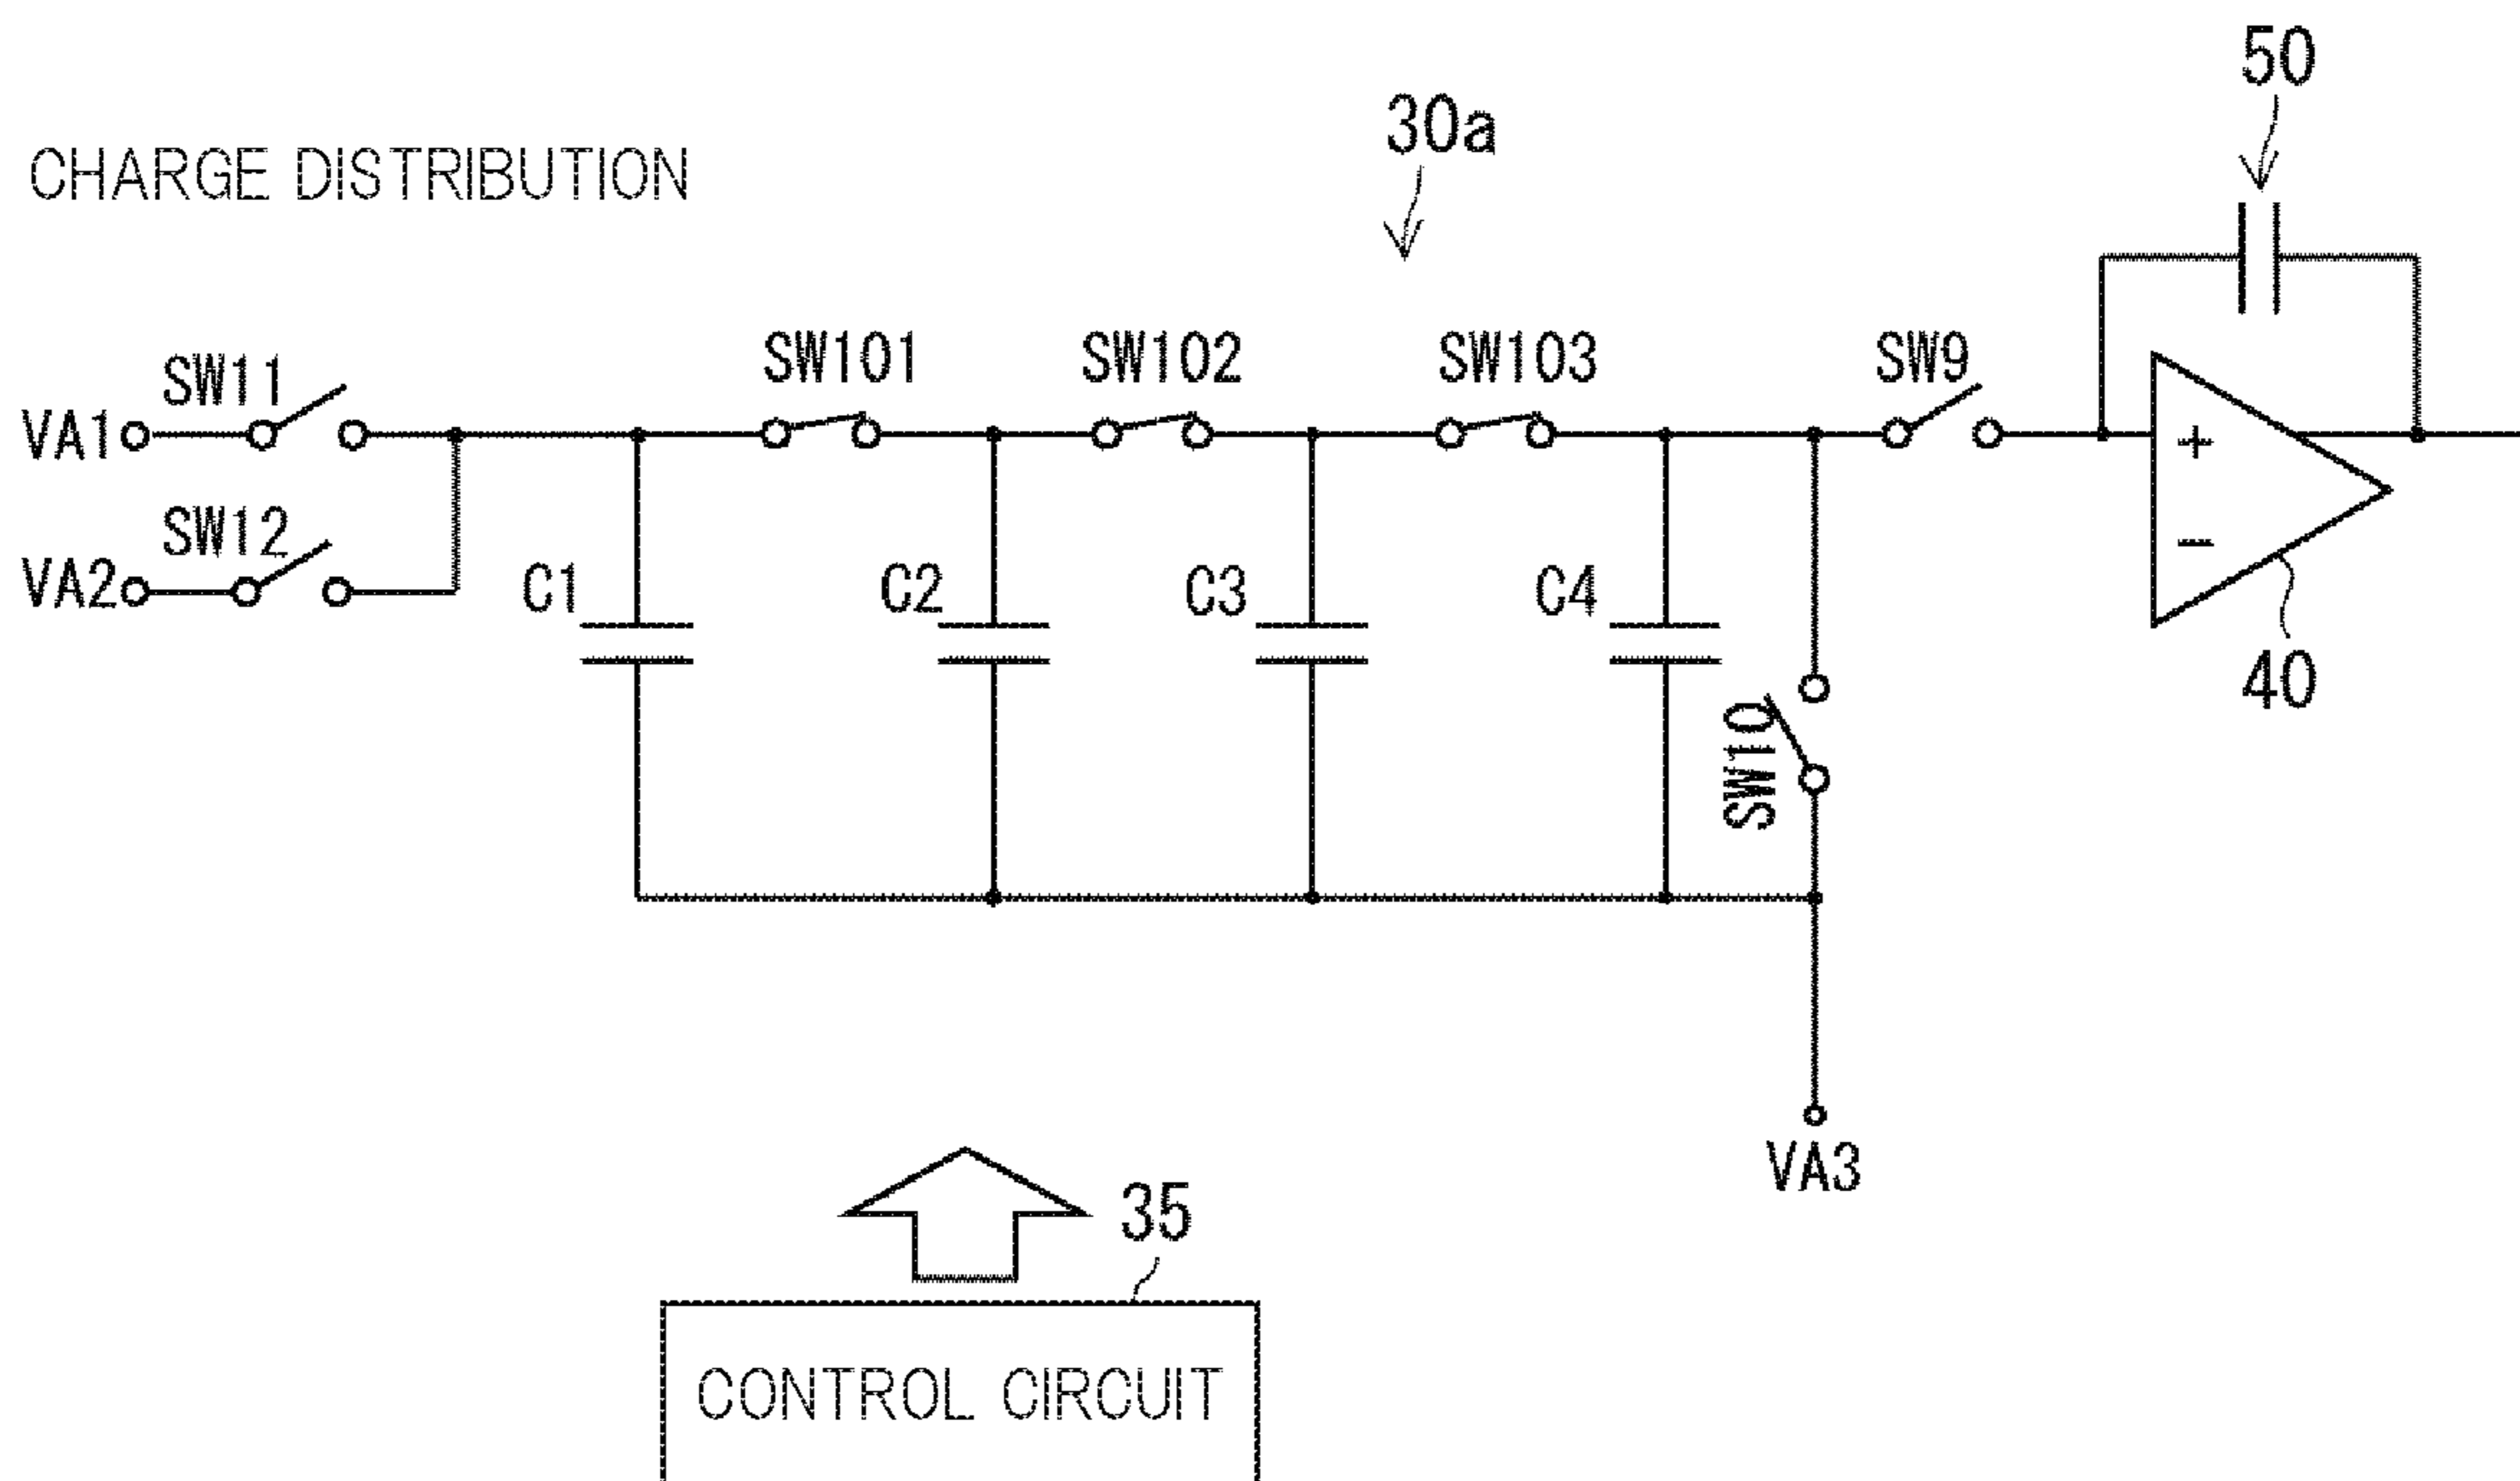 50
30a
CHARGE DISTRIBUTION
SW101 SW102 SW103 SW9
SW11
VA1
+
SW12
VA2
C1 C2 C3 C4
−
40
SW10
VA3
35
CONTROL CIRCUIT